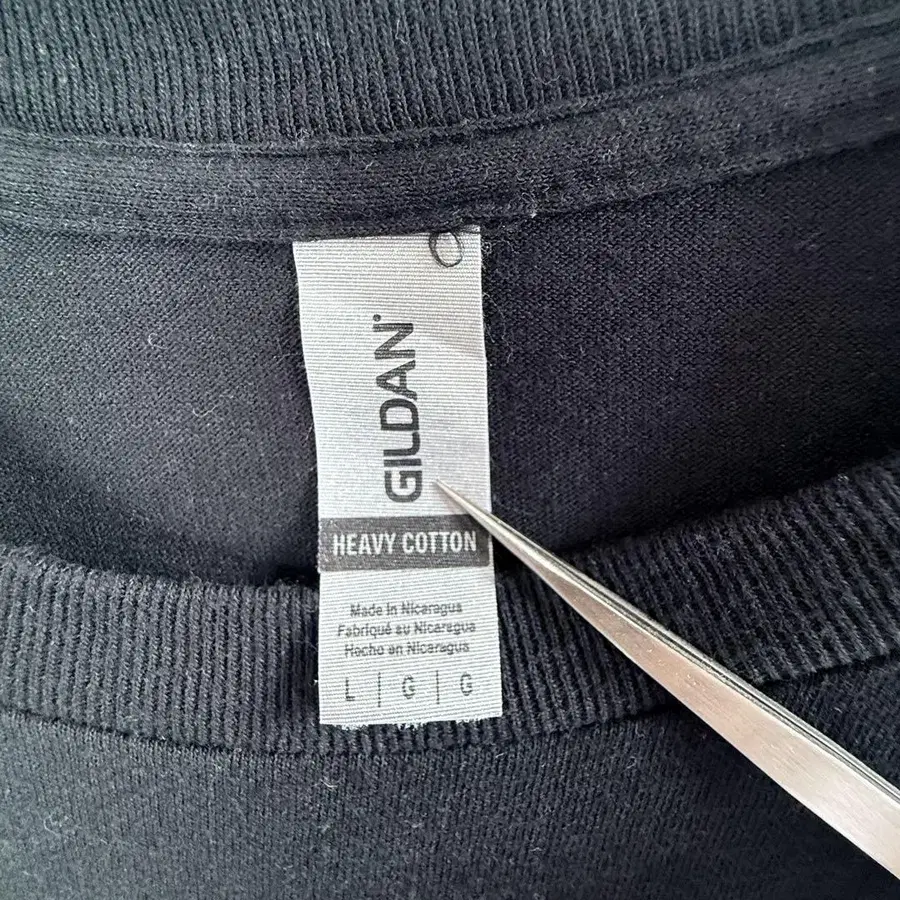 GILDAN®
HEAVY COTTON
Made in Nicaragua
Fabriqué au Nicaragua
Hecho en Nicaragua
L | G | G